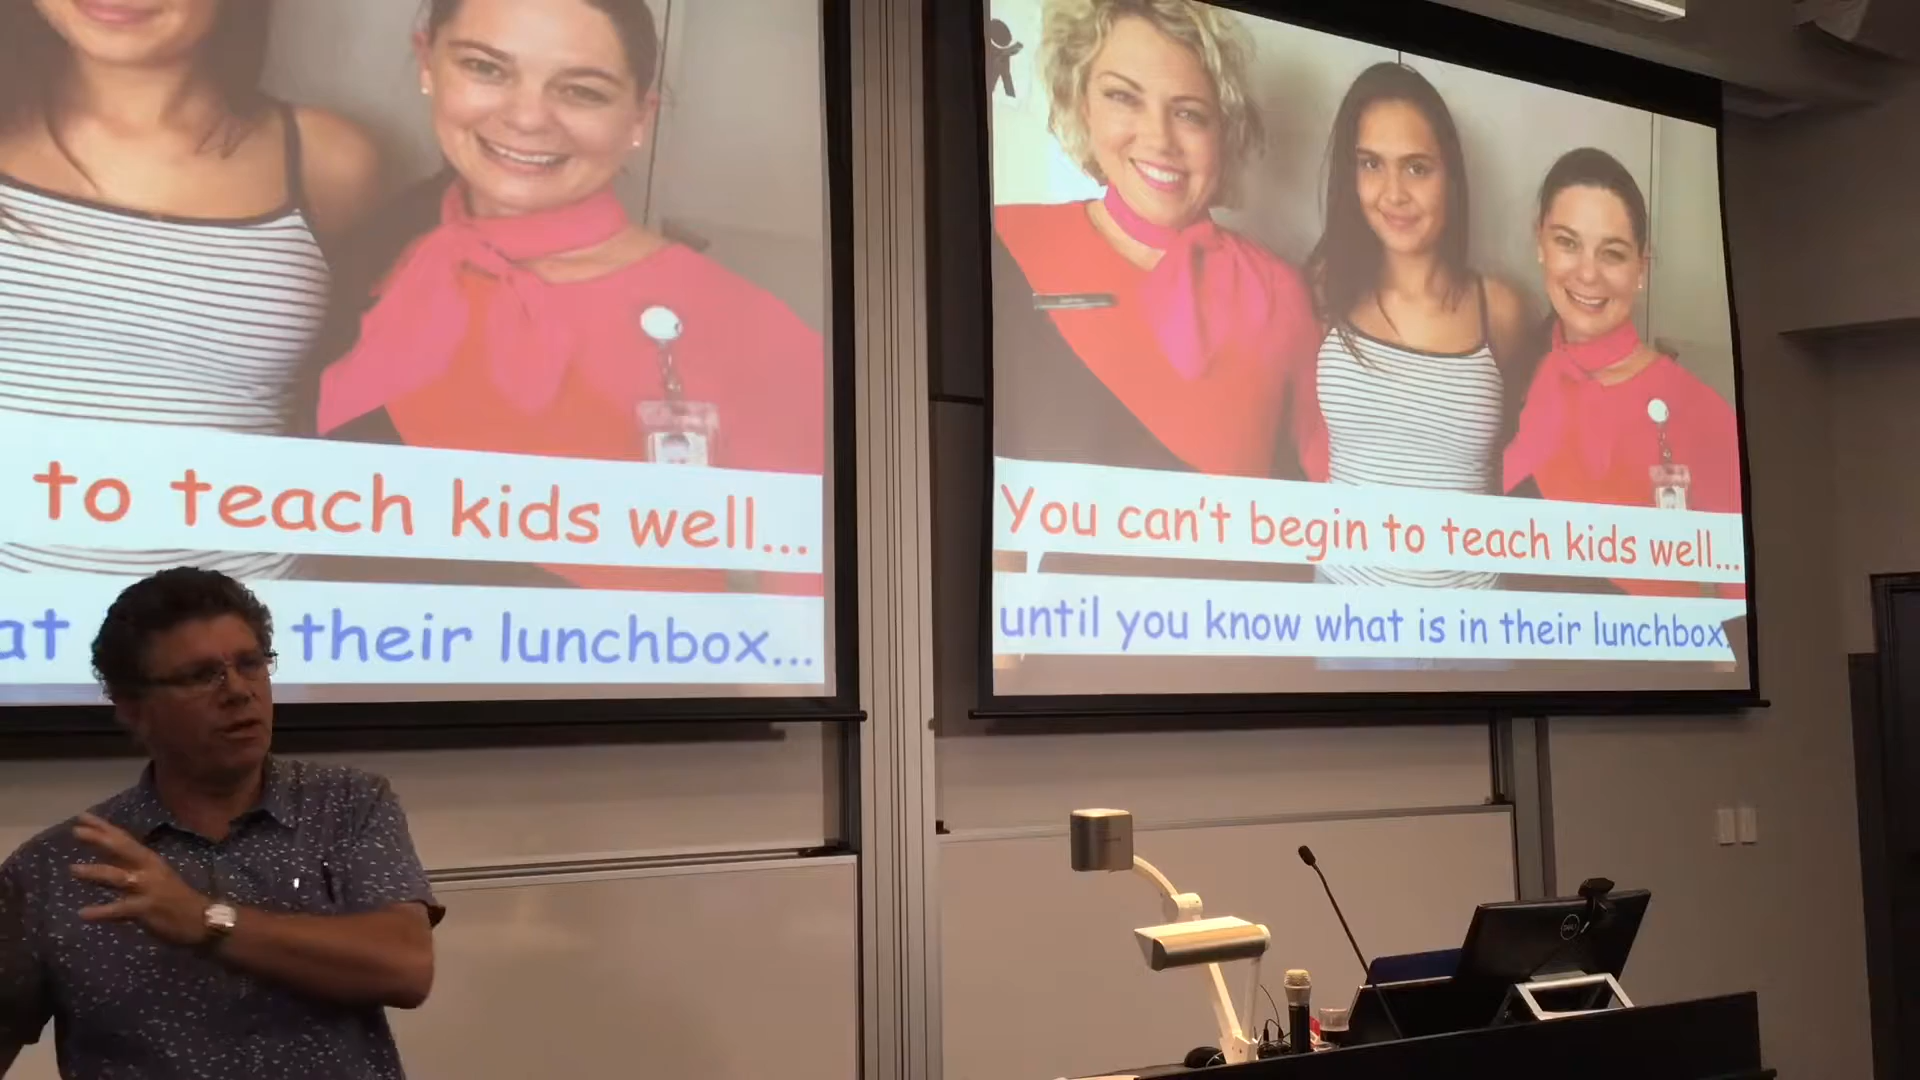 to teach kids well...
at their lunchbox...
You can't begin to teach kids well...
until you know what is in their lunchbox.
DELL